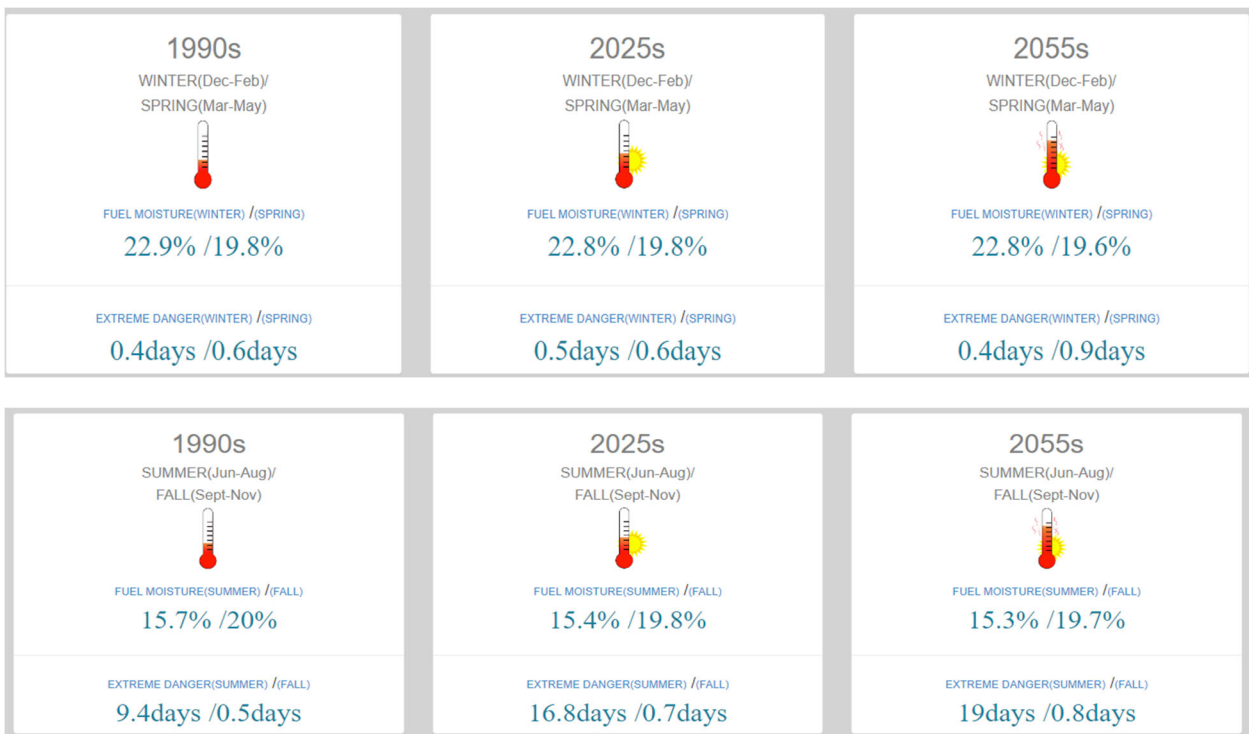 1990s
WINTER(Dec-Feb)/
SPRING(Mar-May)
FUEL MOISTURE(WINTER) /(SPRING)
22.9% /19.8%
EXTREME DANGER(WINTER) /(SPRING)
0.4days /0.6days
2025s
WINTER(Dec-Feb)/
SPRING(Mar-May)
FUEL MOISTURE(WINTER) /(SPRING)
22.8% /19.8%
EXTREME DANGER(WINTER) /(SPRING)
0.5days /0.6days
2055s
WINTER(Dec-Feb)/
SPRING(Mar-May)
FUEL MOISTURE(WINTER) /(SPRING)
22.8% /19.6%
EXTREME DANGER(WINTER) /(SPRING)
0.4days /0.9days
1990s
SUMMER(Jun-Aug)/
FALL(Sept-Nov)
FUEL MOISTURE(SUMMER) /(FALL)
15.7% /20%
EXTREME DANGER(SUMMER) /(FALL)
9.4days /0.5days
2025s
SUMMER(Jun-Aug)/
FALL(Sept-Nov)
FUEL MOISTURE(SUMMER) /(FALL)
15.4% /19.8%
EXTREME DANGER(SUMMER) /(FALL)
16.8days /0.7days
2055s
SUMMER(Jun-Aug)/
FALL(Sept-Nov)
FUEL MOISTURE(SUMMER) /(FALL)
15.3% /19.7%
EXTREME DANGER(SUMMER) /(FALL)
19days /0.8days